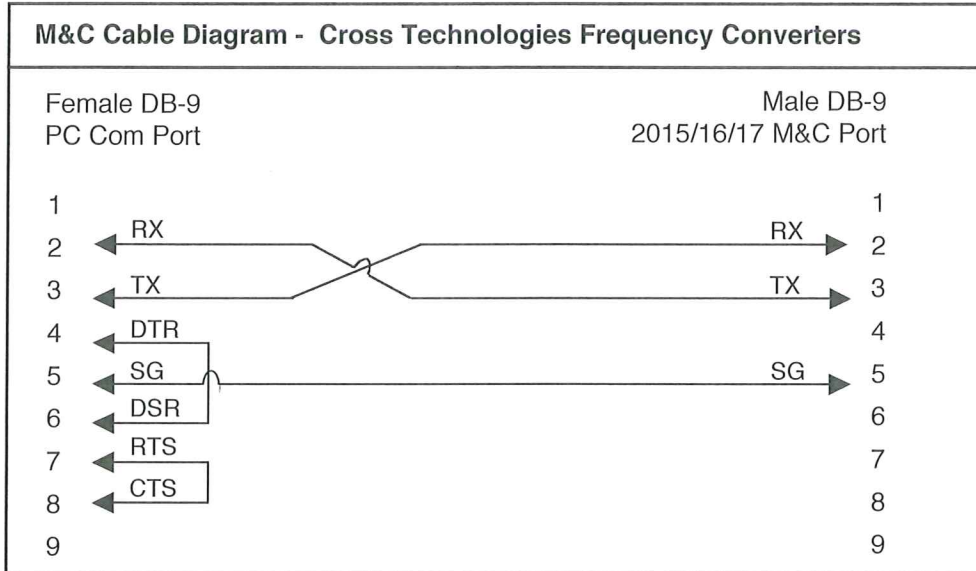 M&C Cable Diagram - Cross Technologies Frequency Converters
Female DB-9
PC Com Port
Male DB-9
2015/16/17 M&C Port
1 1
2 RX RX 2
3 TX TX 3
4 DTR 4
5 SG SG 5
6 DSR 6
7 RTS 7
8 CTS 8
9 9